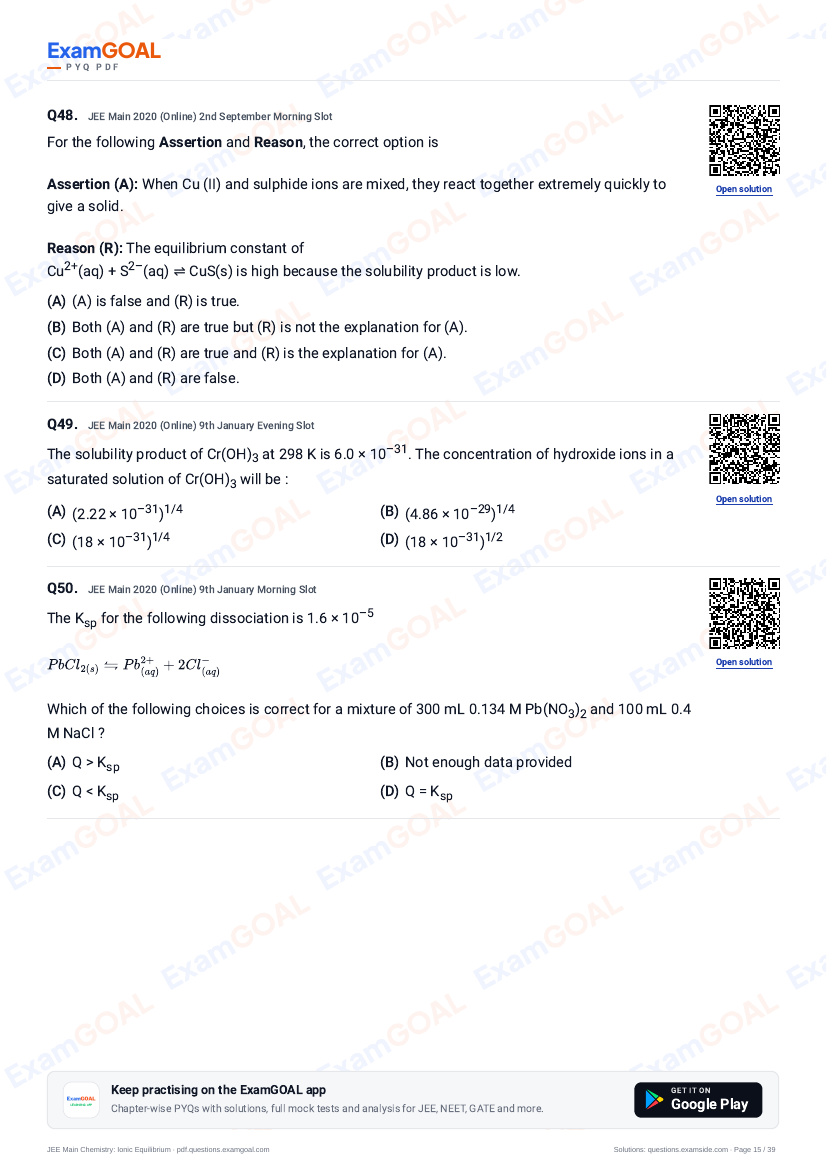 ExamGOAL
PYQ PDF
Q48. JEE Main 2020 (Online) 2nd September Morning Slot
For the following Assertion and Reason, the correct option is
Open solution
Assertion (A): When Cu (II) and sulphide ions are mixed, they react together extremely quickly to
give a solid.
Reason (R): The equilibrium constant of
Cu²⁺(aq) + S²⁻(aq) ⇌ CuS(s) is high because the solubility product is low.
(A) (A) is false and (R) is true.
(B) Both (A) and (R) are true but (R) is not the explanation for (A).
(C) Both (A) and (R) are true and (R) is the explanation for (A).
(D) Both (A) and (R) are false.
Q49. JEE Main 2020 (Online) 9th January Evening Slot
The solubility product of Cr(OH)₃ at 298 K is 6.0 × 10⁻³¹. The concentration of hydroxide ions in a
saturated solution of Cr(OH)₃ will be :
Open solution
(A) (2.22 × 10⁻³¹)¹/⁴ (B) (4.86 × 10⁻²⁹)¹/⁴
(C) (18 × 10⁻³¹)¹/⁴ (D) (18 × 10⁻³¹)¹/²
Q50. JEE Main 2020 (Online) 9th January Morning Slot
The Kₛₚ for the following dissociation is 1.6 × 10⁻⁵
PbCl₂₍ₛ₎ ⇆ Pb²⁺₍aq₎ + 2Cl⁻₍aq₎
Open solution
Which of the following choices is correct for a mixture of 300 mL 0.134 M Pb(NO₃)₂ and 100 mL 0.4
M NaCl ?
(A) Q > Kₛₚ (B) Not enough data provided
(C) Q < Kₛₚ (D) Q = Kₛₚ
Keep practising on the ExamGOAL app
Chapter-wise PYQs with solutions, full mock tests and analysis for JEE, NEET, GATE and more.
GET IT ON
Google Play
JEE Main Chemistry: Ionic Equilibrium · pdf.questions.examgoal.com Solutions: questions.examside.com · Page 15 / 39